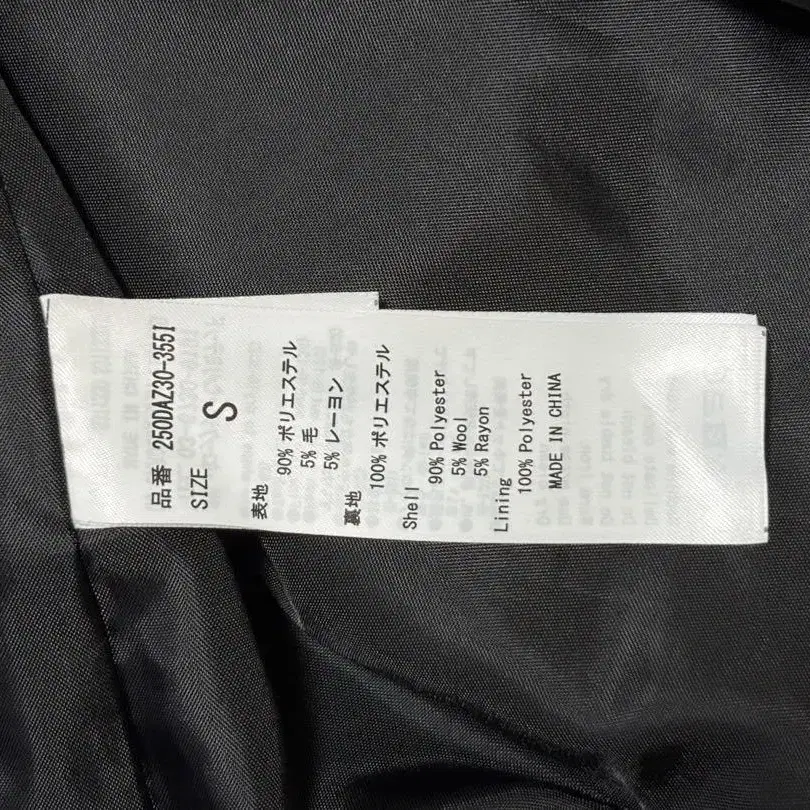 品番 250DAZ30-355I
SIZE
S
表地
90% ポリエステル
5% 毛
5% レーヨン
裏地
100% ポリエステル
Shell
90% Polyester
5% Wool
5% Rayon
Lining
100% Polyester
MADE IN CHINA